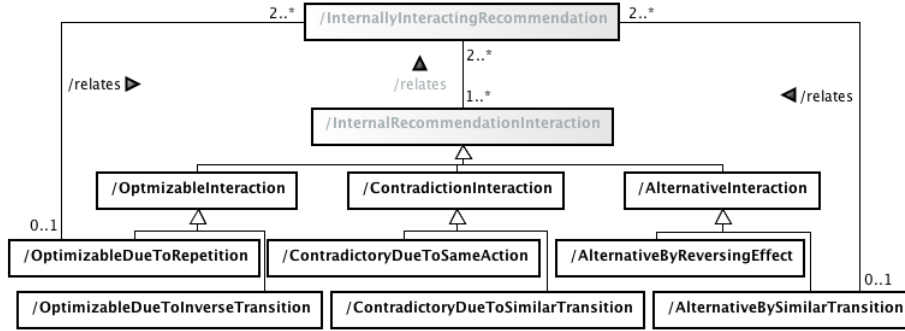 2..* /InternallyInteractingRecommendation 2..*
2..*
/relates ▶ /relates ◀ /relates
1..*
/InternalRecommendationInteraction
/OptmizableInteraction /ContradictionInteraction /AlternativeInteraction
0..1
/OptimizableDueToRepetition /ContradictoryDueToSameAction /AlternativeByReversingEffect
0..1
/OptimizableDueToInverseTransition /ContradictoryDueToSimilarTransition /AlternativeBySimilarTransition